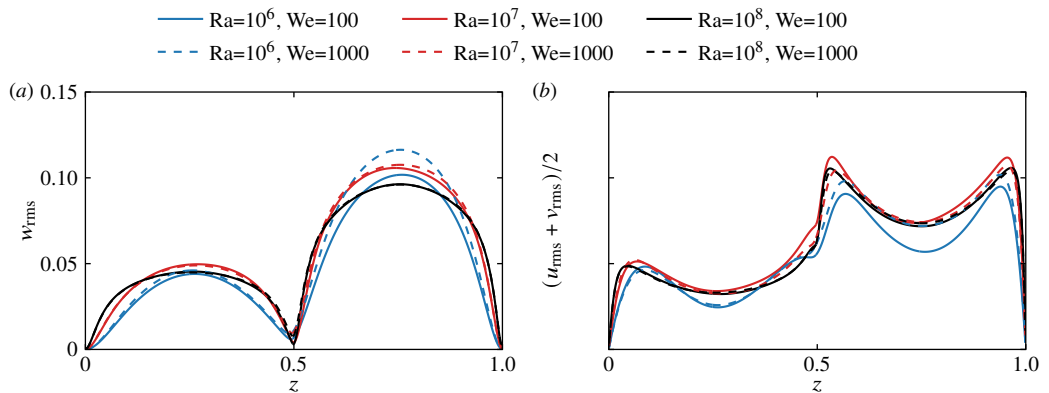 Ra=10⁶, We=100 Ra=10⁷, We=100 Ra=10⁸, We=100
Ra=10⁶, We=1000 Ra=10⁷, We=1000 Ra=10⁸, We=1000
(a) (b)
0.15
0.10
0.05
0
w_rms
(u_rms + v_rms)/2
0 0.5 1.0 0 0.5 1.0
z z